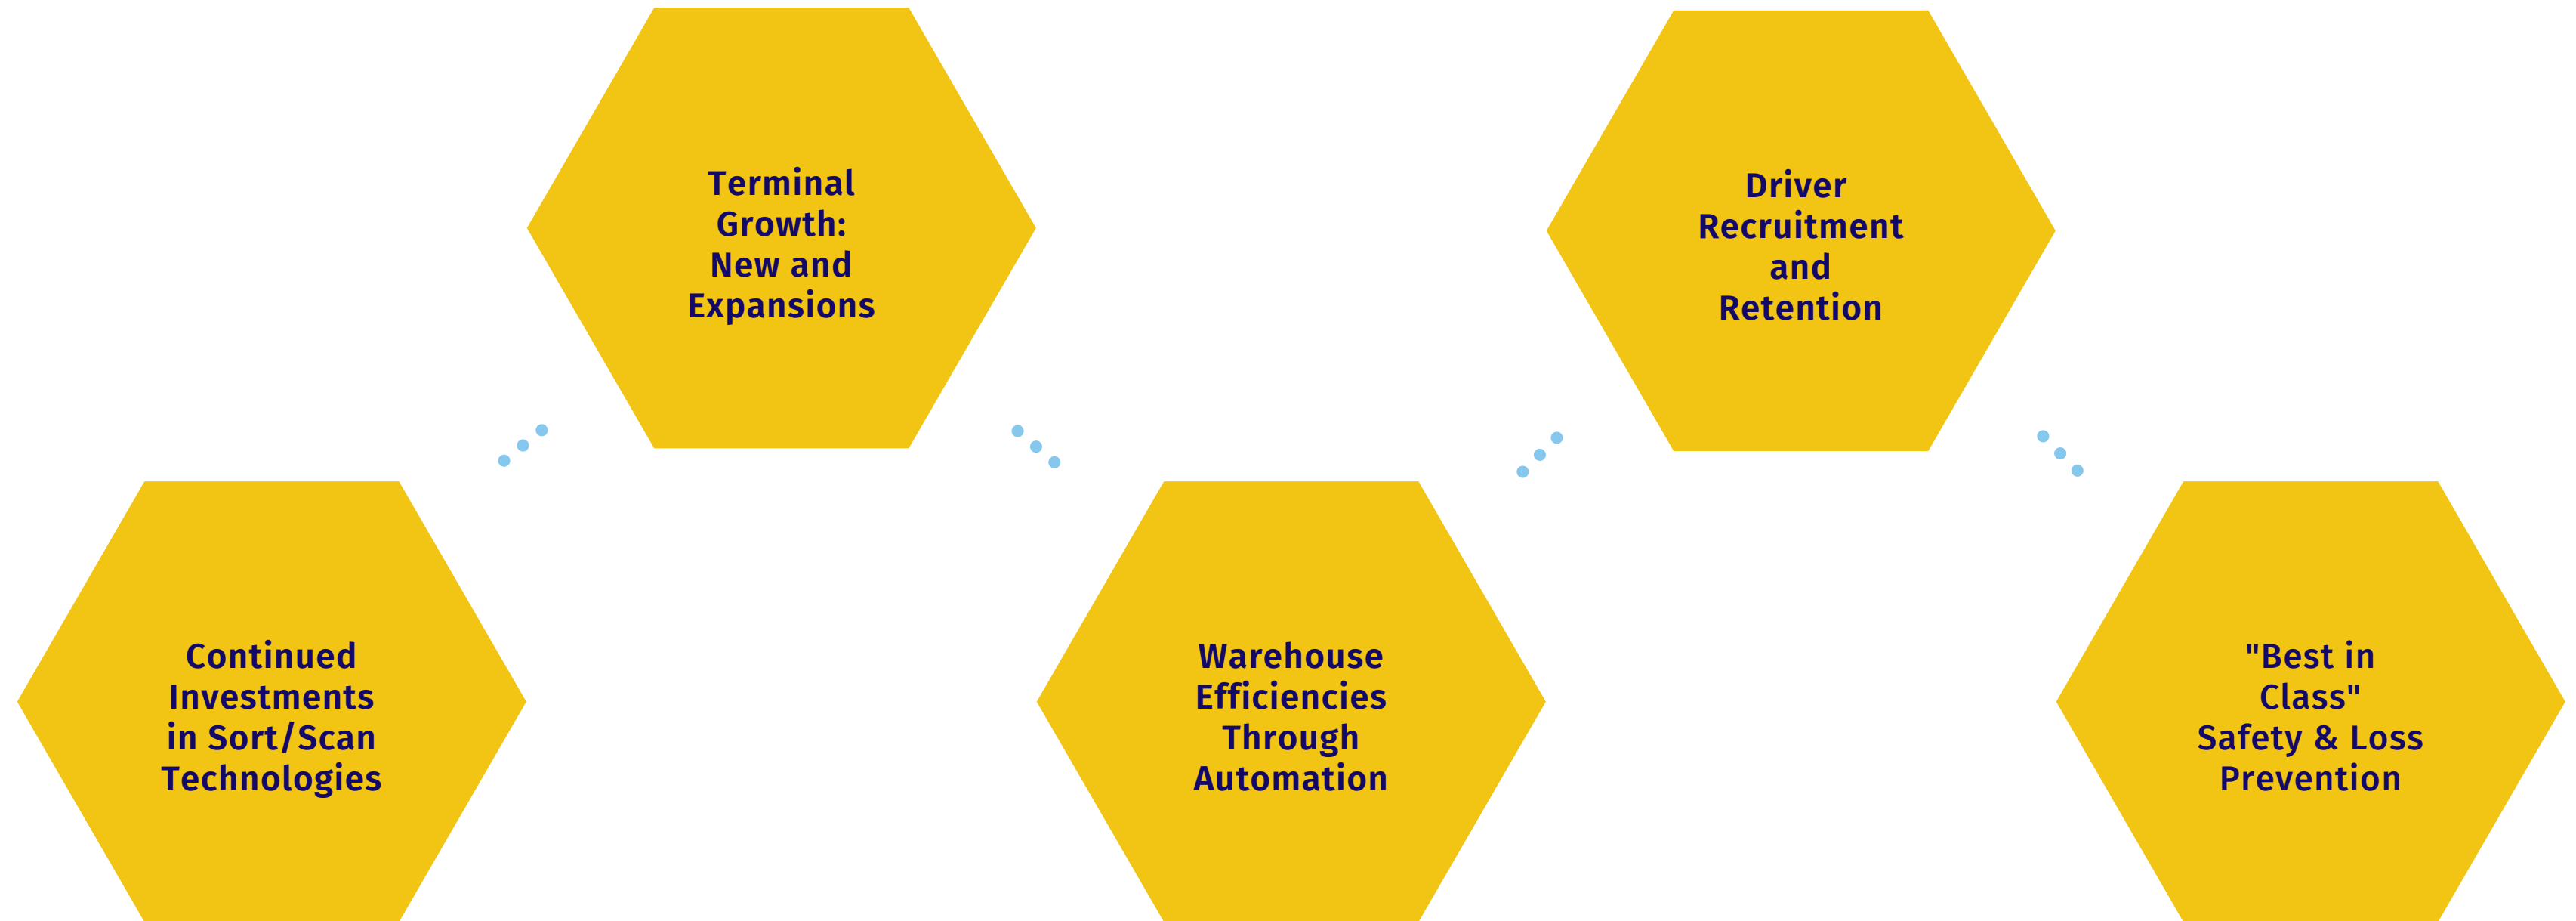 Continued
Investments
in Sort/Scan
Technologies
Terminal
Growth:
New and
Expansions
Warehouse
Efficiencies
Through
Automation
Driver
Recruitment
and
Retention
"Best in
Class"
Safety & Loss
Prevention